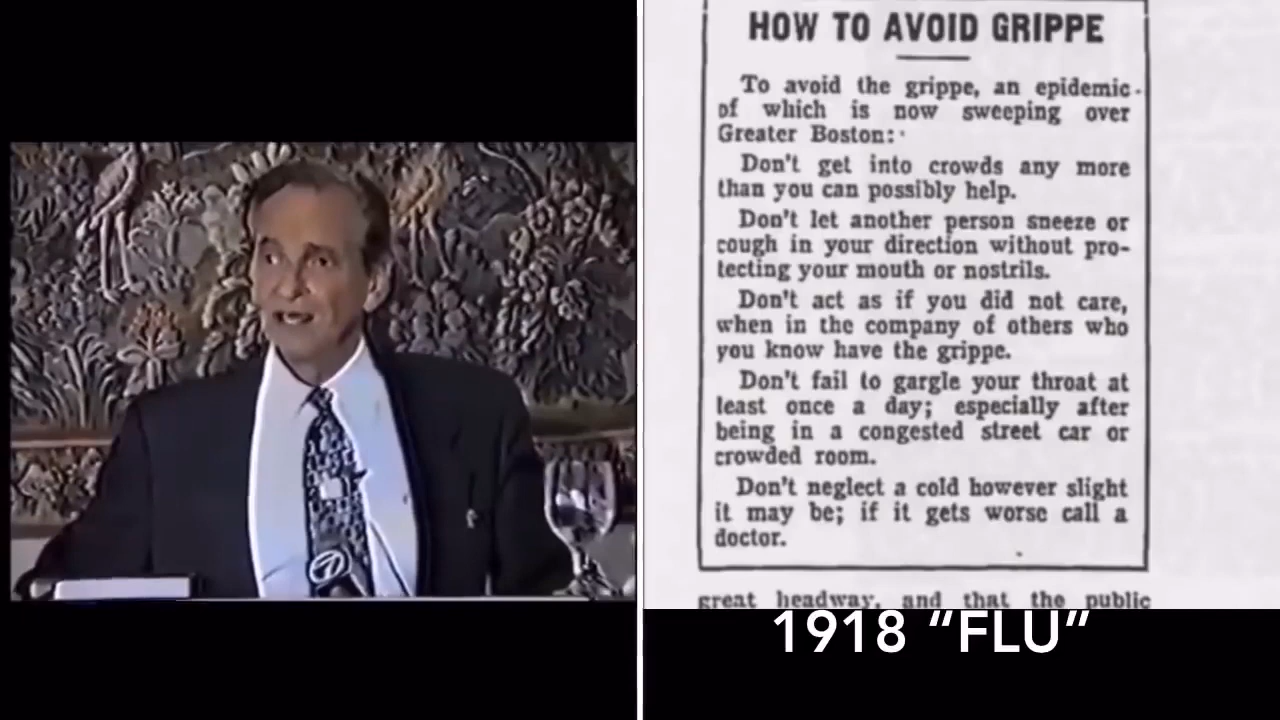 HOW TO AVOID GRIPPE
To avoid the grippe, an epidemic
of which is now sweeping over
Greater Boston:
Don't get into crowds any more
than you can possibly help.
Don't let another person sneeze or
cough in your direction without pro-
tecting your mouth or nostrils.
Don't act as if you did not care,
when in the company of others who
you know have the grippe.
Don't fail to gargle your throat at
least once a day; especially after
being in a congested street car or
crowded room.
Don't neglect a cold however slight
it may be; if it gets worse call a
doctor.
great headway, and that the public
1918 “FLU”
7